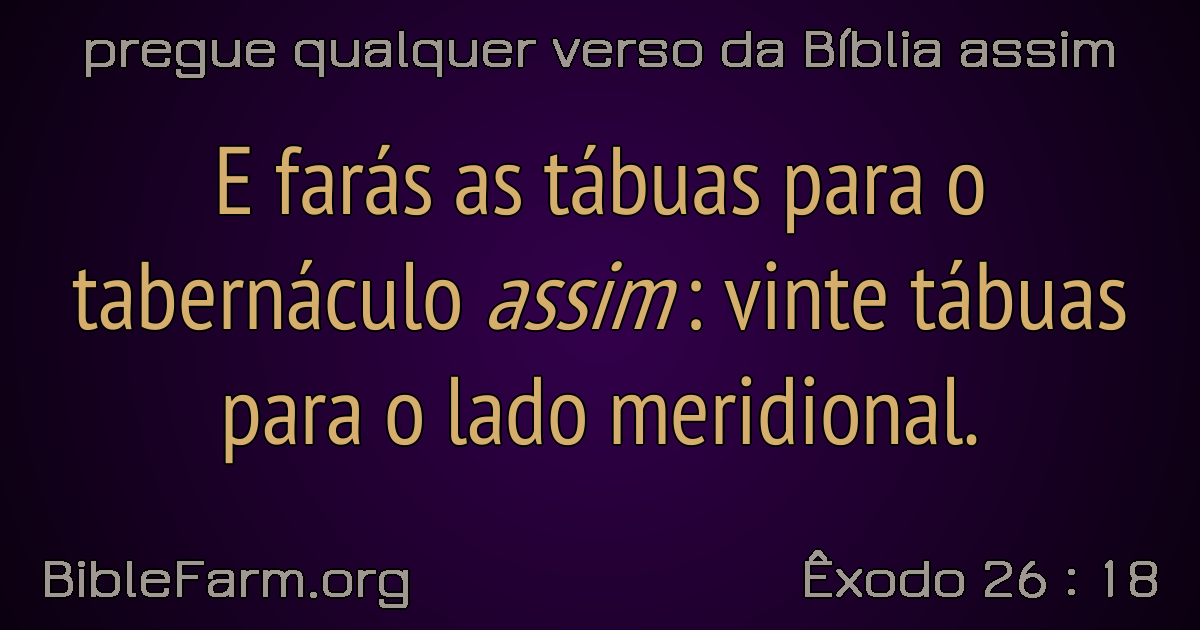 pregue qualquer verso da Bíblia assim
E farás as tábuas para o
tabernáculo assim: vinte tábuas
para o lado meridional.
BibleFarm.org
Êxodo 26 : 18